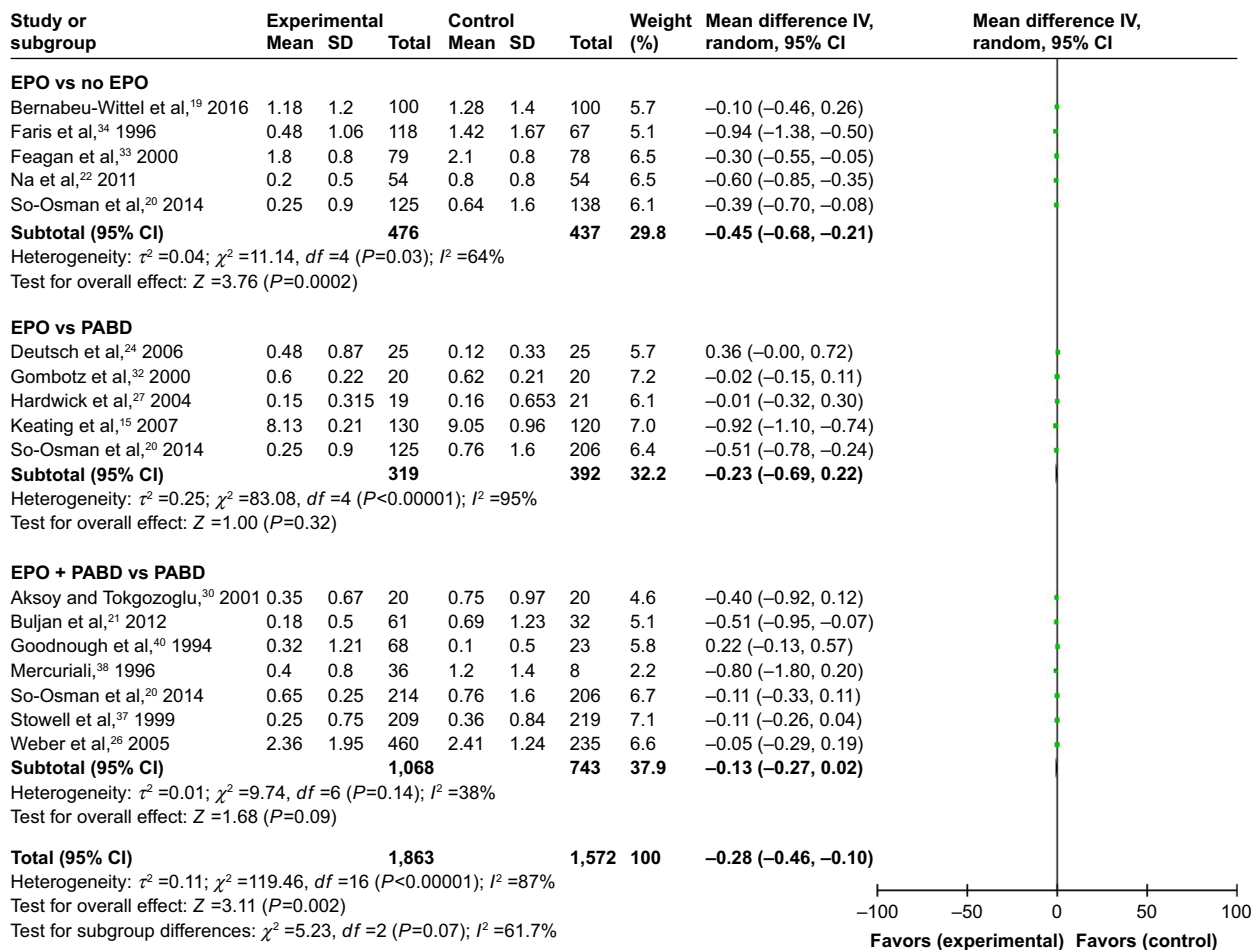 Study or Experimental Control Weight Mean difference IV, Mean difference IV,
subgroup Mean SD Total Mean SD Total (%) random, 95% CI random, 95% CI
EPO vs no EPO
Bernabeu-Wittel et al,19 2016 1.18 1.2 100 1.28 1.4 100 5.7 –0.10 (–0.46, 0.26)
Faris et al,34 1996 0.48 1.06 118 1.42 1.67 67 5.1 –0.94 (–1.38, –0.50)
Feagan et al,33 2000 1.8 0.8 79 2.1 0.8 78 6.5 –0.30 (–0.55, –0.05)
Na et al,22 2011 0.2 0.5 54 0.8 0.8 54 6.5 –0.60 (–0.85, –0.35)
So-Osman et al,20 2014 0.25 0.9 125 0.64 1.6 138 6.1 –0.39 (–0.70, –0.08)
Subtotal (95% CI) 476 437 29.8 –0.45 (–0.68, –0.21)
Heterogeneity: τ2 =0.04; χ2 =11.14, df =4 (P=0.03); I2 =64%
Test for overall effect: Z =3.76 (P=0.0002)
EPO vs PABD
Deutsch et al,24 2006 0.48 0.87 25 0.12 0.33 25 5.7 0.36 (–0.00, 0.72)
Gombotz et al,32 2000 0.6 0.22 20 0.62 0.21 20 7.2 –0.02 (–0.15, 0.11)
Hardwick et al,27 2004 0.15 0.315 19 0.16 0.653 21 6.1 –0.01 (–0.32, 0.30)
Keating et al,15 2007 8.13 0.21 130 9.05 0.96 120 7.0 –0.92 (–1.10, –0.74)
So-Osman et al,20 2014 0.25 0.9 125 0.76 1.6 206 6.4 –0.51 (–0.78, –0.24)
Subtotal (95% CI) 319 392 32.2 –0.23 (–0.69, 0.22)
Heterogeneity: τ2 =0.25; χ2 =83.08, df =4 (P<0.00001); I2 =95%
Test for overall effect: Z =1.00 (P=0.32)
EPO + PABD vs PABD
Aksoy and Tokgozoglu,30 2001 0.35 0.67 20 0.75 0.97 20 4.6 –0.40 (–0.92, 0.12)
Buljan et al,21 2012 0.18 0.5 61 0.69 1.23 32 5.1 –0.51 (–0.95, –0.07)
Goodnough et al,40 1994 0.32 1.21 68 0.1 0.5 23 5.8 0.22 (–0.13, 0.57)
Mercuriali,38 1996 0.4 0.8 36 1.2 1.4 8 2.2 –0.80 (–1.80, 0.20)
So-Osman et al,20 2014 0.65 0.25 214 0.76 1.6 206 6.7 –0.11 (–0.33, 0.11)
Stowell et al,37 1999 0.25 0.75 209 0.36 0.84 219 7.1 –0.11 (–0.26, 0.04)
Weber et al,26 2005 2.36 1.95 460 2.41 1.24 235 6.6 –0.05 (–0.29, 0.19)
Subtotal (95% CI) 1,068 743 37.9 –0.13 (–0.27, 0.02)
Heterogeneity: τ2 =0.01; χ2 =9.74, df =6 (P=0.14); I2 =38%
Test for overall effect: Z =1.68 (P=0.09)
Total (95% CI) 1,863 1,572 100 –0.28 (–0.46, –0.10)
Heterogeneity: τ2 =0.11; χ2 =119.46, df =16 (P<0.00001); I2 =87%
Test for overall effect: Z =3.11 (P=0.002)
Test for subgroup differences: χ2 =5.23, df =2 (P=0.07); I2 =61.7%
–100 –50 0 50 100
Favors (experimental) Favors (control)